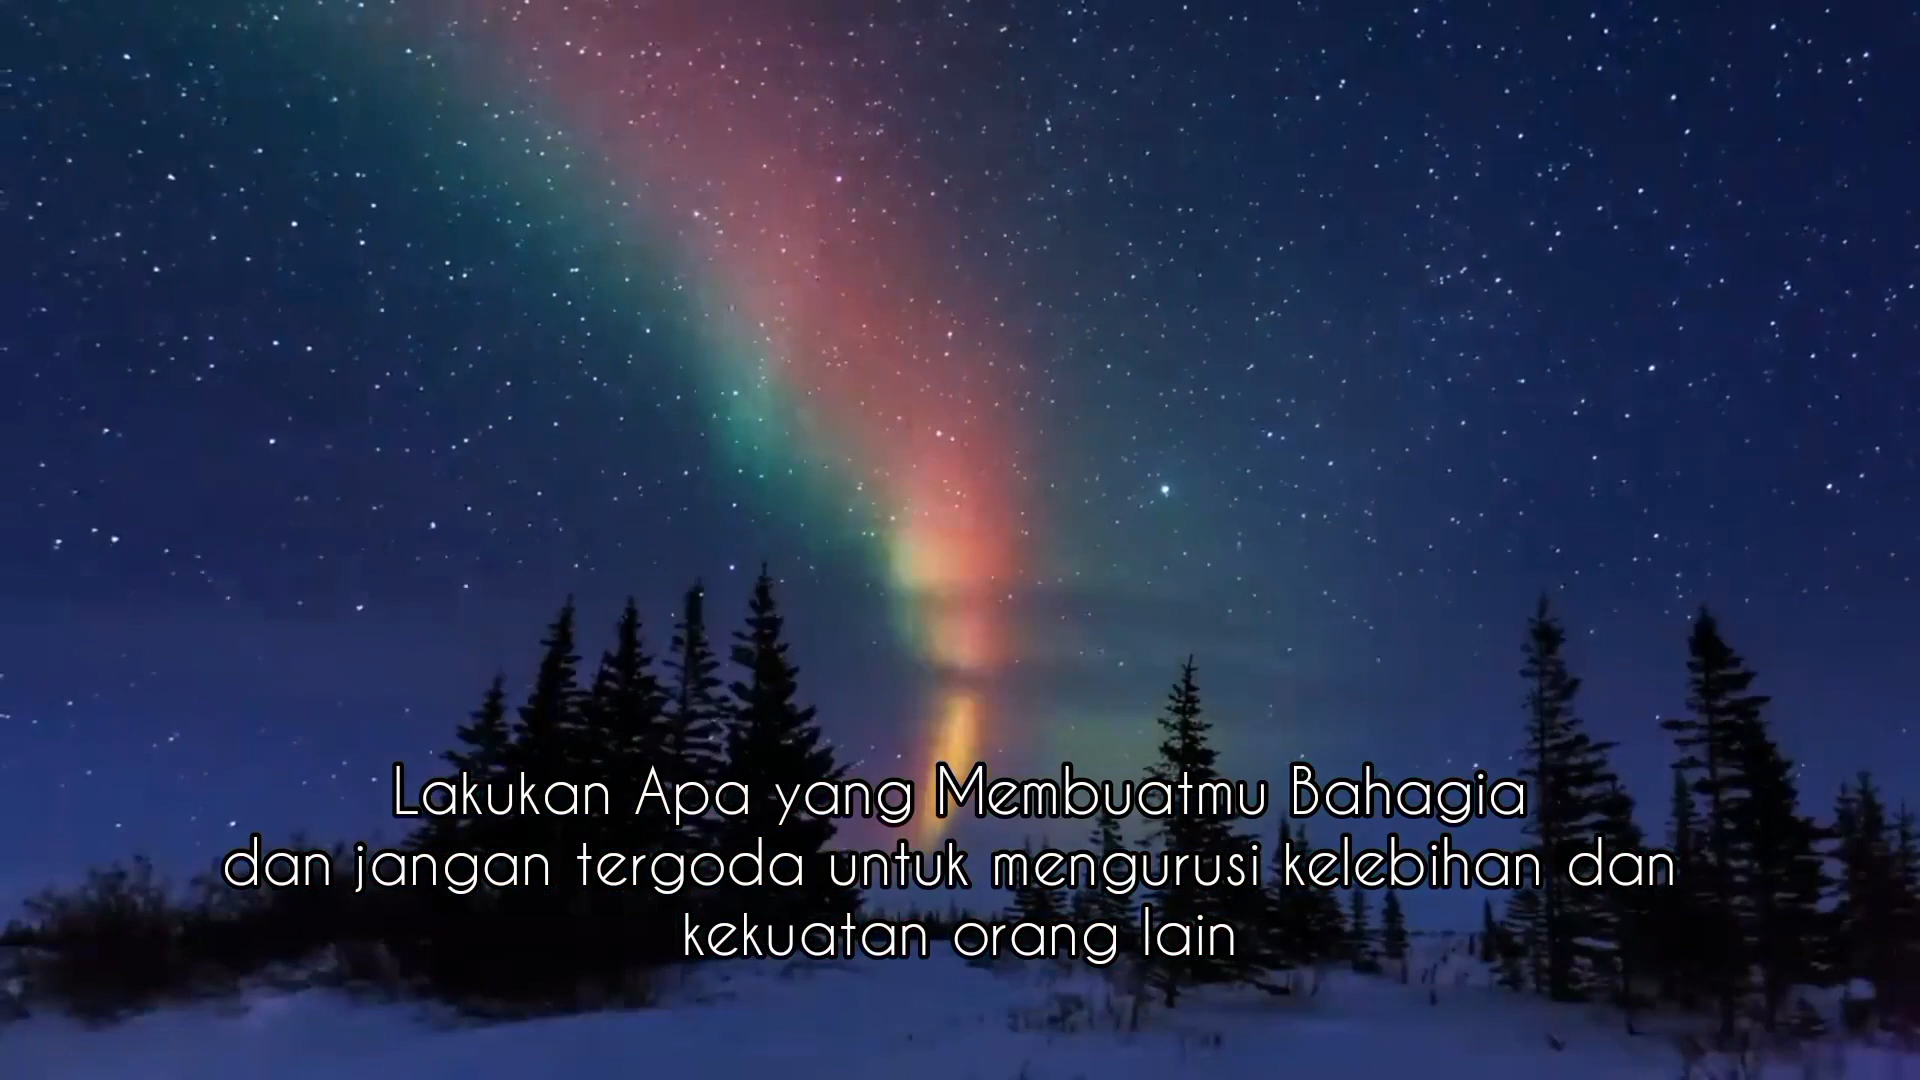 Lakukan Apa yang Membuatmu Bahagia
dan jangan tergoda untuk mengurusi kelebihan dan
kekuatan orang lain